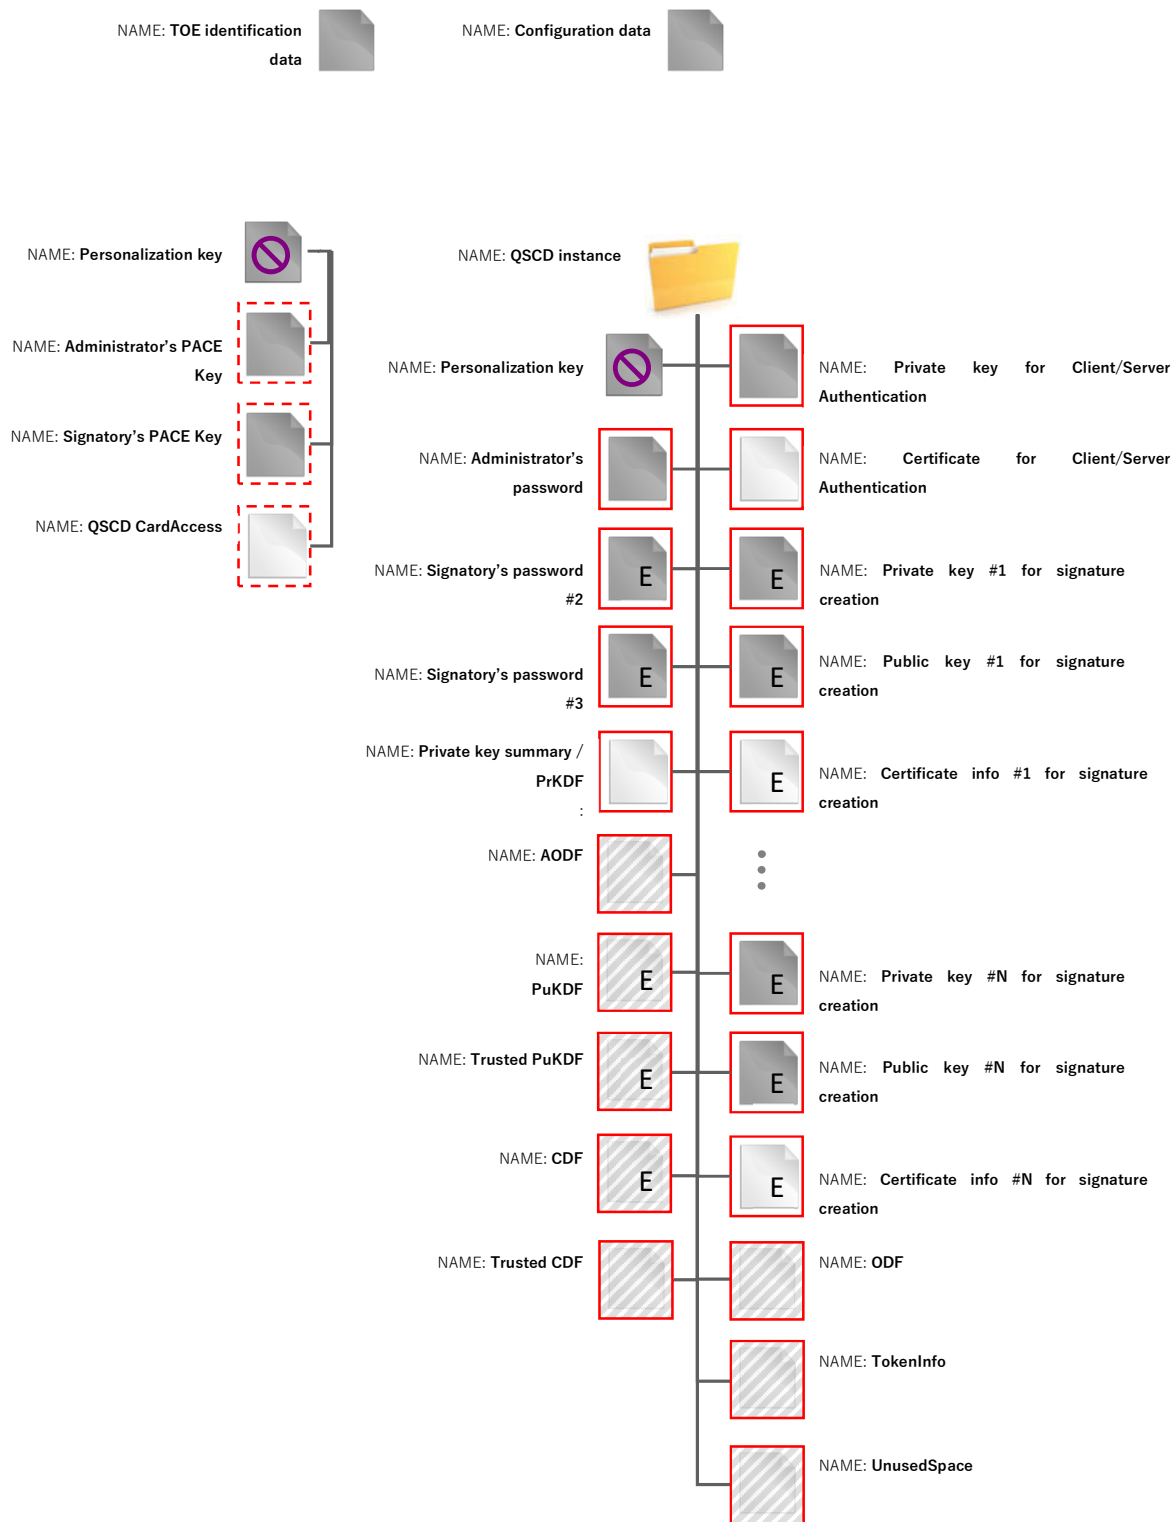 NAME: TOE identification
data
NAME: Configuration data
NAME: Personalization key
NAME: Administrator's PACE
Key
NAME: Signatory's PACE Key
NAME: QSCD CardAccess
NAME: QSCD instance
NAME: Personalization key
NAME: Private key for Client/Server
Authentication
NAME: Administrator's
password
NAME: Certificate for Client/Server
Authentication
NAME: Signatory's password
#2
E
E
NAME: Private key #1 for signature
creation
NAME: Signatory's password
#3
E
E
NAME: Public key #1 for signature
creation
NAME: Private key summary /
PrKDF
:
E
NAME: Certificate info #1 for signature
creation
NAME: AODF
NAME:
PuKDF
E
E
NAME: Private key #N for signature
creation
NAME: Trusted PuKDF
E
E
NAME: Public key #N for signature
creation
NAME: CDF
E
E
NAME: Certificate info #N for signature
creation
NAME: Trusted CDF
NAME: ODF
NAME: TokenInfo
NAME: UnusedSpace